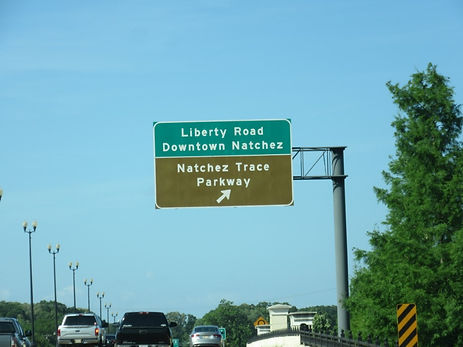 Liberty Road
Downtown Natchez
Natchez Trace
Parkway